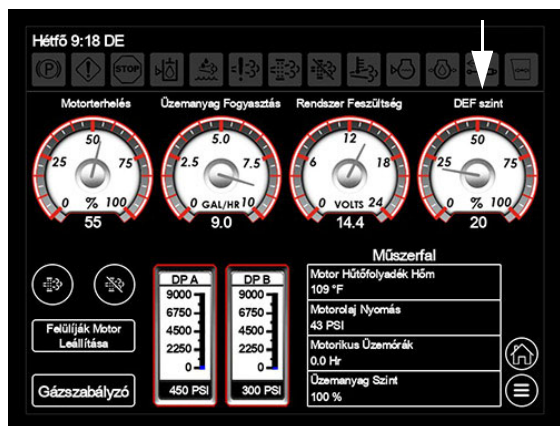 Hétfő 9:18 DE
(P) STOP
Motorterhelés Üzemanyag Fogyasztás Rendszer Feszültség DEF szint
50 5.0 12 50
25 75 2.5 7.5 6 18 25 75
0 % 100 0 GAL/HR 10 0 VOLTS 24 0 % 100
55 9.0 14.4 20
Műszerfal
DP A DP B
9000 9000
6750 6750
4500 4500
2250 2250
0 0
450 PSI 300 PSI
Motor Hűtőfolyadék Hőm
109 °F
Motorolaj Nyomás
43 PSI
Motorikus Üzemórák
0.0 Hr
Üzemanyag Szint
100 %
Felülíják Motor
Leállítása
Gázszabályzó